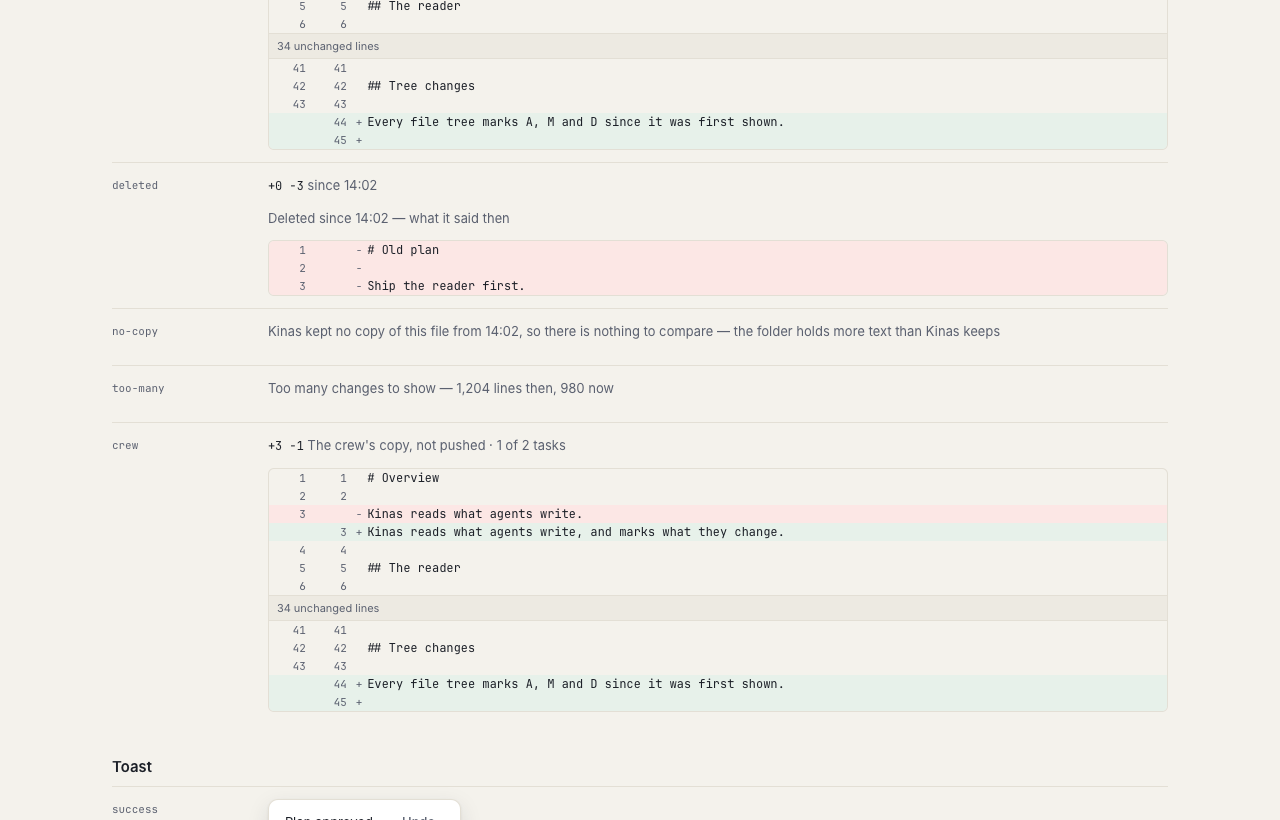 5 5 ## The reader
6 6
34 unchanged lines
41 41
42 42 ## Tree changes
43 43
44 + Every file tree marks A, M and D since it was first shown.
45 +
deleted
+0 -3 since 14:02
Deleted since 14:02 — what it said then
1 - # Old plan
2 -
3 - Ship the reader first.
no-copy
Kinas kept no copy of this file from 14:02, so there is nothing to compare — the folder holds more text than Kinas keeps
too-many
Too many changes to show — 1,204 lines then, 980 now
crew
+3 -1 The crew's copy, not pushed · 1 of 2 tasks
1 1 # Overview
2 2
3 - Kinas reads what agents write.
3 + Kinas reads what agents write, and marks what they change.
4 4
5 5 ## The reader
6 6
34 unchanged lines
41 41
42 42 ## Tree changes
43 43
44 + Every file tree marks A, M and D since it was first shown.
45 +
Toast
success
Plan approved Undo